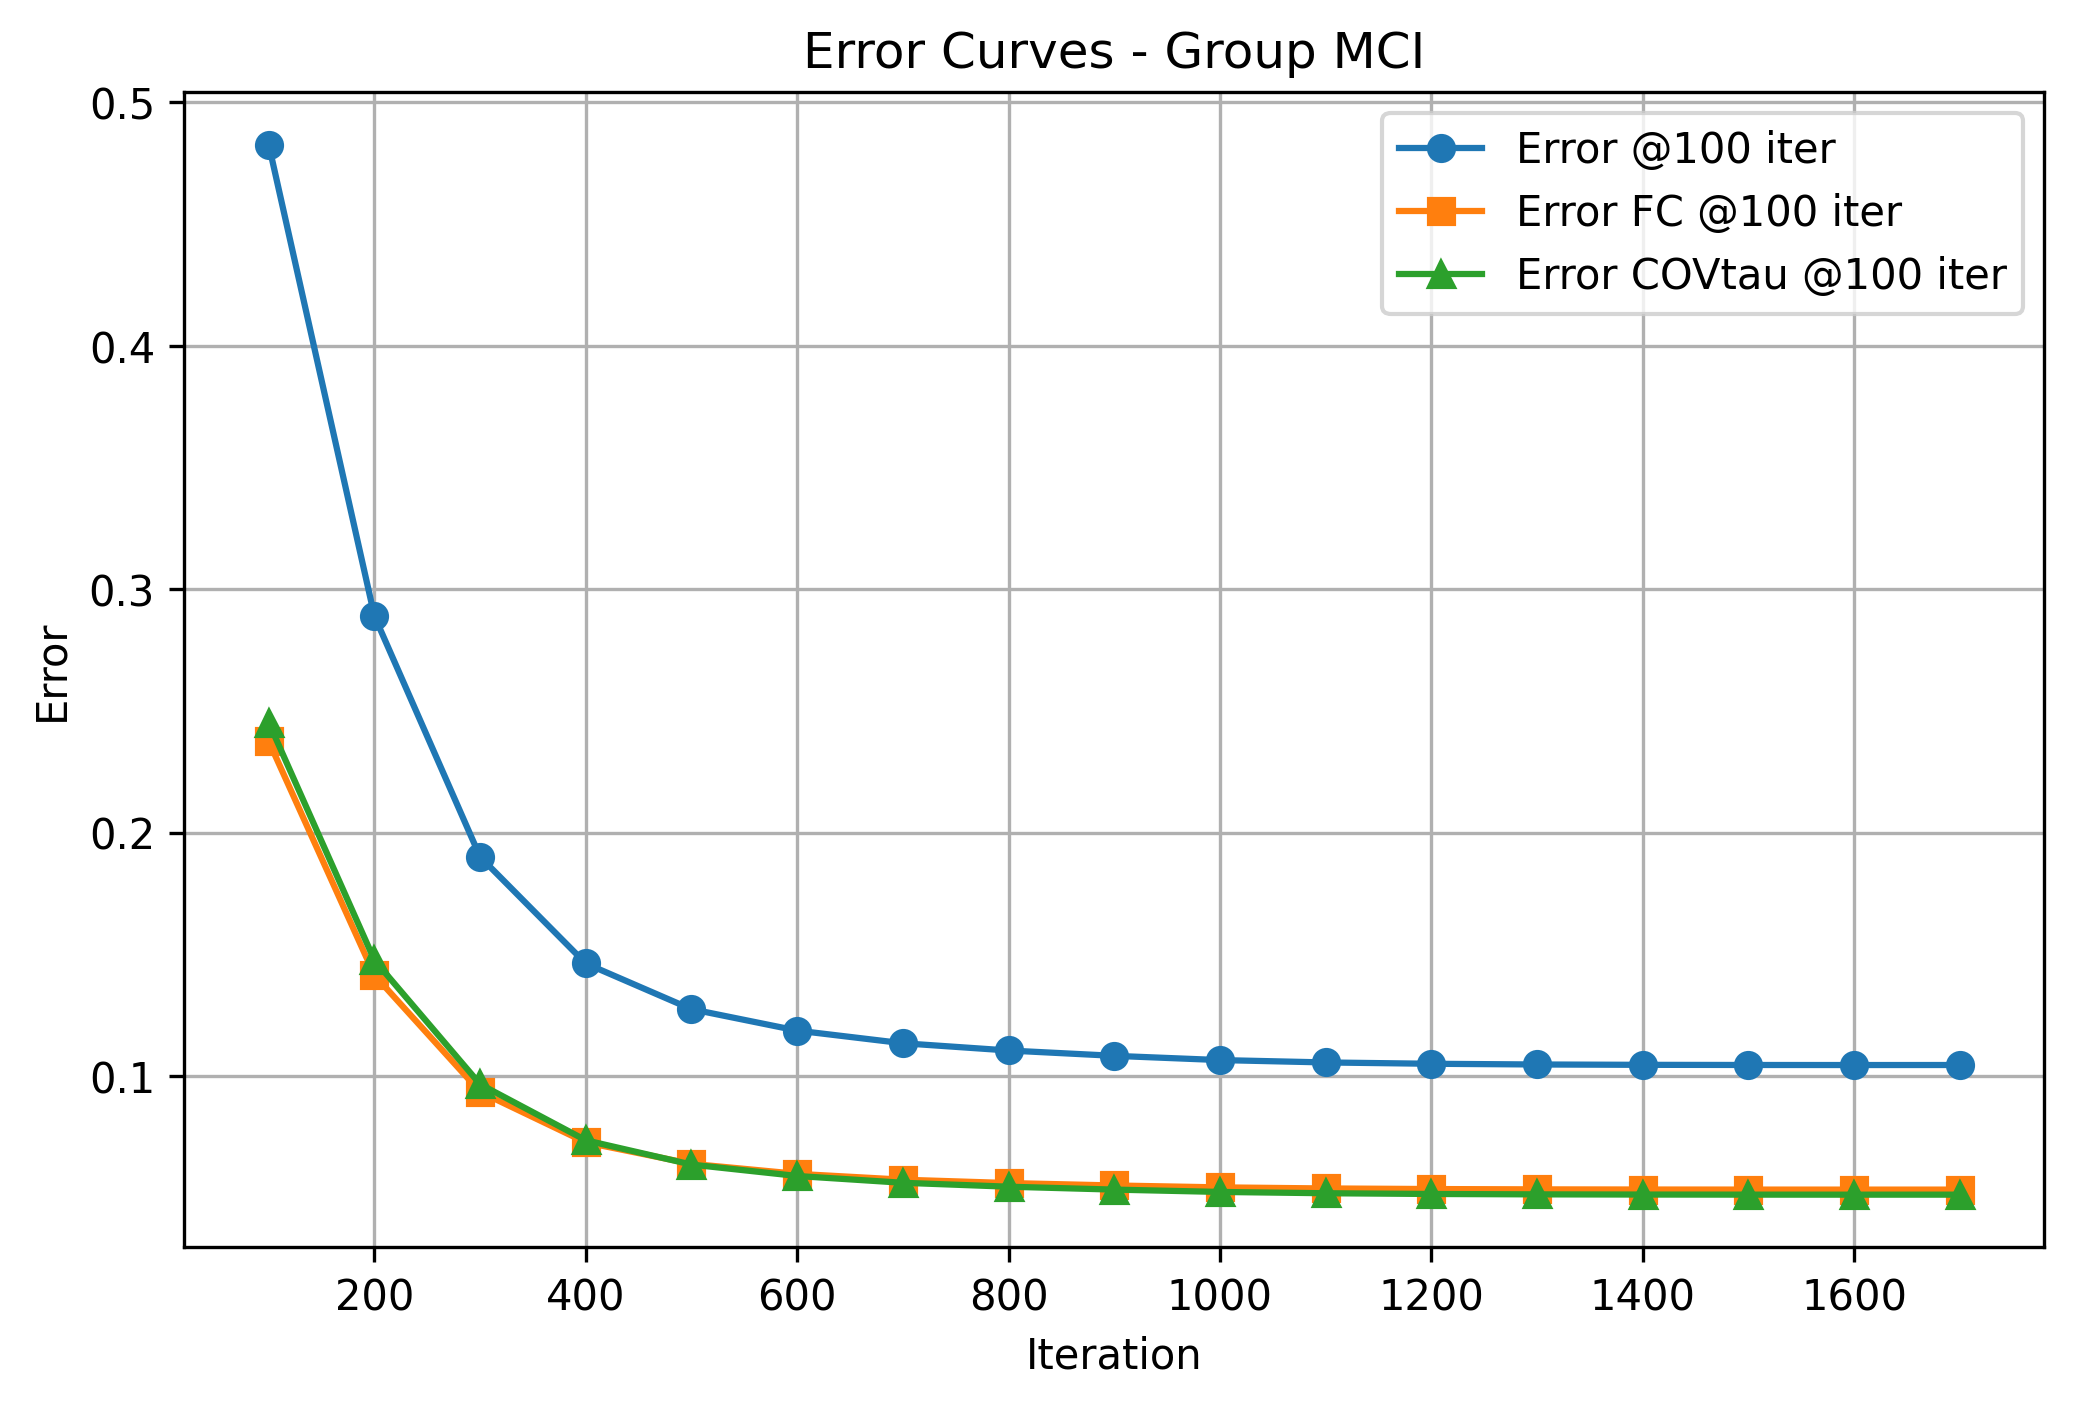 Error Curves - Group MCI
Error @100 iter
Error FC @100 iter
Error COVtau @100 iter
0.5
0.4
0.3
0.2
0.1
Error
200 400 600 800 1000 1200 1400 1600
Iteration